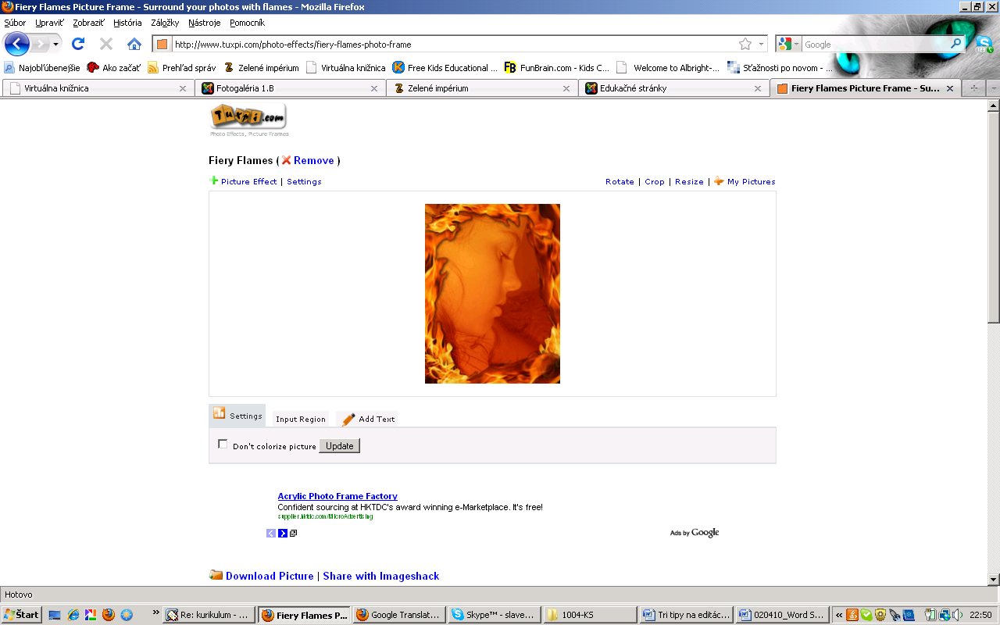 Fiery Flames Picture Frame - Surround your photos with flames - Mozilla Firefox
Súbor Upraviť Zobraziť História Záložky Nástroje Pomocník
http://www.tuxpi.com/photo-effects/fiery-flames-photo-frame
Google
Najobľúbenejšie Ako začať Prehľad správ Zelené impérium Virtuálna knižnica Free Kids Educational ... FunBrain.com - Kids C... Welcome to Albright-... Sťažnosti po novom - ...
Virtuálna knižnica Fotogaléria 1.B Zelené impérium Edukačné stránky Fiery Flames Picture Frame - Su...
Tuxpi.com
Photo Effects, Picture Frames
Fiery Flames ( Remove )
Picture Effect | Settings Rotate | Crop | Resize | My Pictures
Settings Input Region Add Text
Don't colorize picture Update
Acrylic Photo Frame Factory
Confident sourcing at HKTDC's award winning e-Marketplace. It's free!
supplier.hktdc.com/MicroAdvertising
Ads by Google
Download Picture | Share with Imageshack
Hotovo
Štart Re: kurikulum - ... Fiery Flames P... Google Translat... Skype™ - slave... 1004-KS Tri tipy na editác... 020410_Word S... 22:50